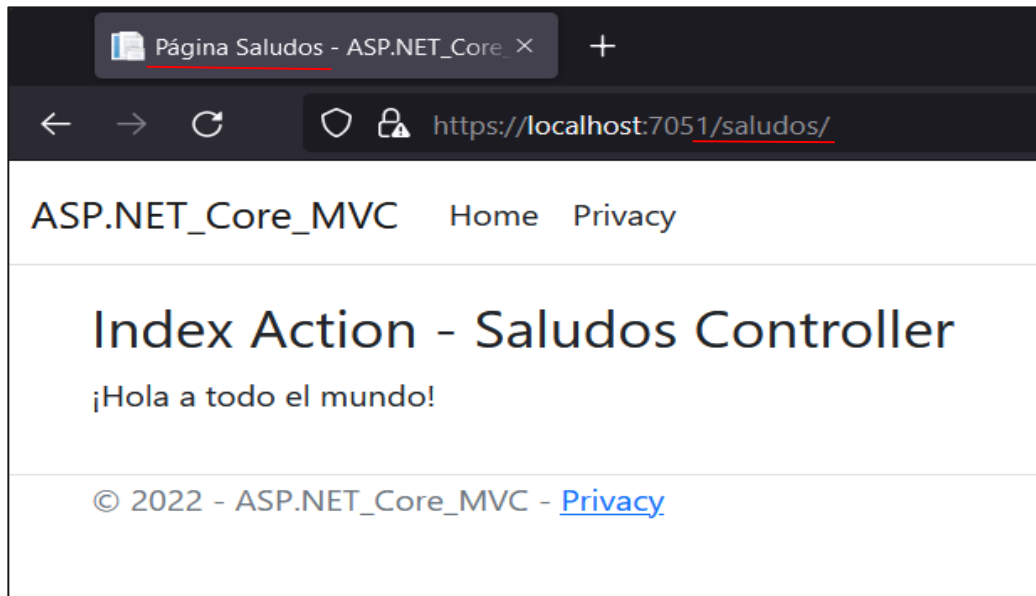 Página Saludos - ASP.NET_Core_
https://localhost:7051/saludos/
ASP.NET_Core_MVC Home Privacy
Index Action - Saludos Controller
¡Hola a todo el mundo!
© 2022 - ASP.NET_Core_MVC - Privacy